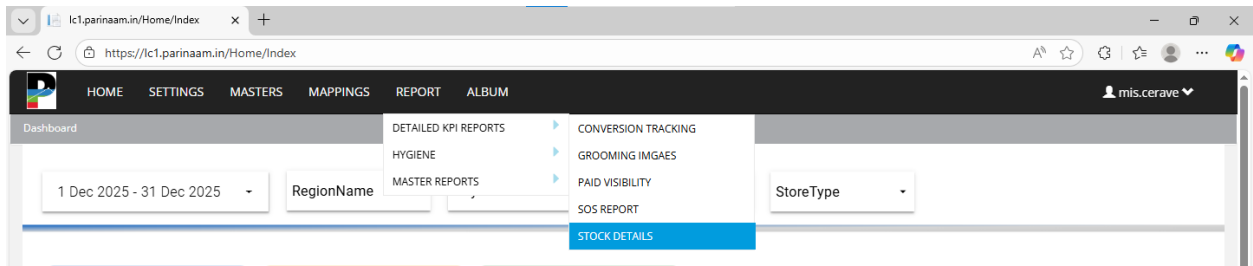 lc1.parinaam.in/Home/Index
https://lc1.parinaam.in/Home/Index
HOME SETTINGS MASTERS MAPPINGS REPORT ALBUM mis.cerave
Dashboard
DETAILED KPI REPORTS
HYGIENE
MASTER REPORTS
CONVERSION TRACKING
GROOMING IMGAES
PAID VISIBILITY
SOS REPORT
STOCK DETAILS
1 Dec 2025 - 31 Dec 2025 RegionName StoreType